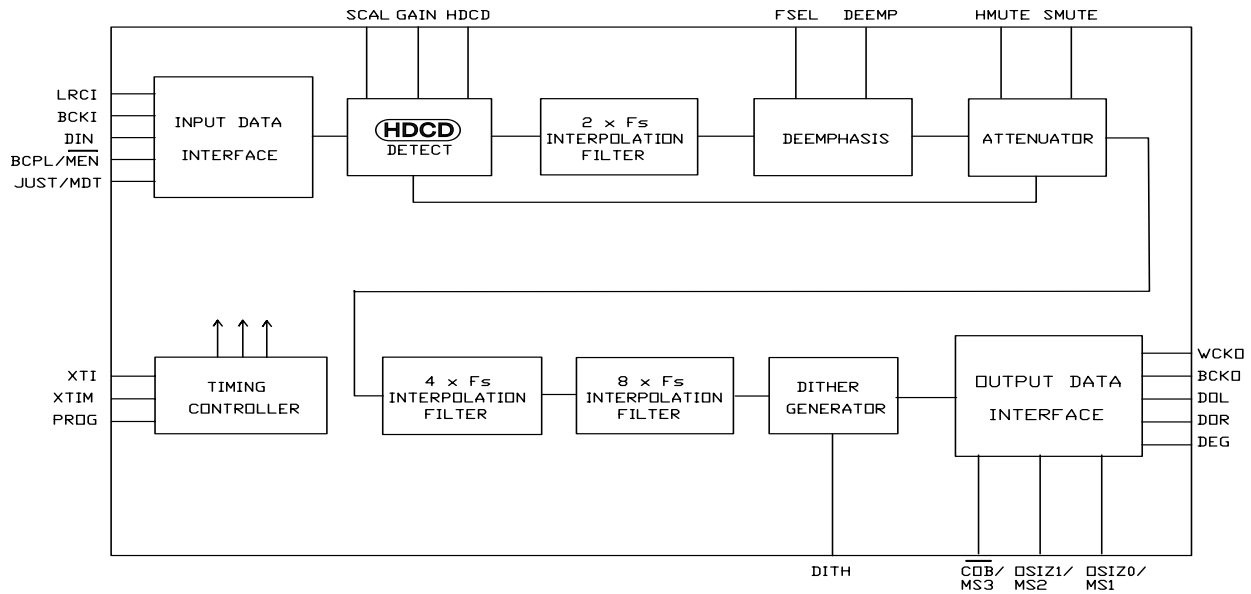 SCAL GAIN HDCD
FSEL DEEMP
HMUTE SMUTE
LRCI
BCKI
DIN
BCPL/M̅E̅N̅
JUST/MDT
INPUT DATA
INTERFACE
HDCD
DETECT
2 x Fs
INTERPOLATION
FILTER
DEEMPHASIS
ATTENUATOR
XTI
XTIM
PROG
TIMING
CONTROLLER
4 x Fs
INTERPOLATION
FILTER
8 x Fs
INTERPOLATION
FILTER
DITHER
GENERATOR
OUTPUT DATA
INTERFACE
WCKO
BCKO
DOL
DOR
DEG
DITH
C̅O̅B̅/
MS3
OSIZ1/
MS2
OSIZ0/
MS1